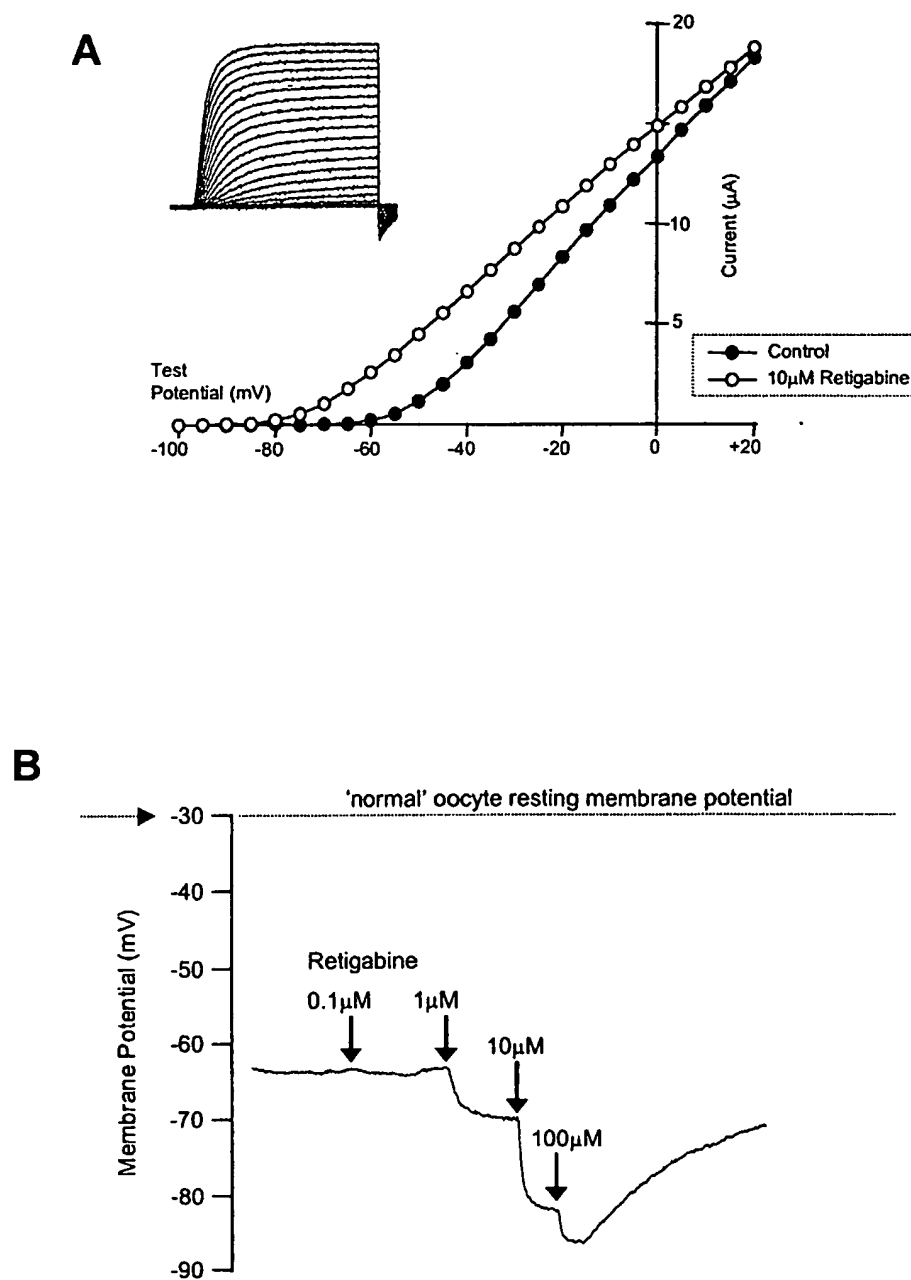 A
20
10
5
Current (μA)
Control
10μM Retigabine
Test
Potential (mV)
-100 -80 -60 -40 -20 0 +20
B
'normal' oocyte resting membrane potential
-30
-40
-50
-60
-70
-80
-90
Membrane Potential (mV)
Retigabine
0.1μM 1μM
10μM
100μM